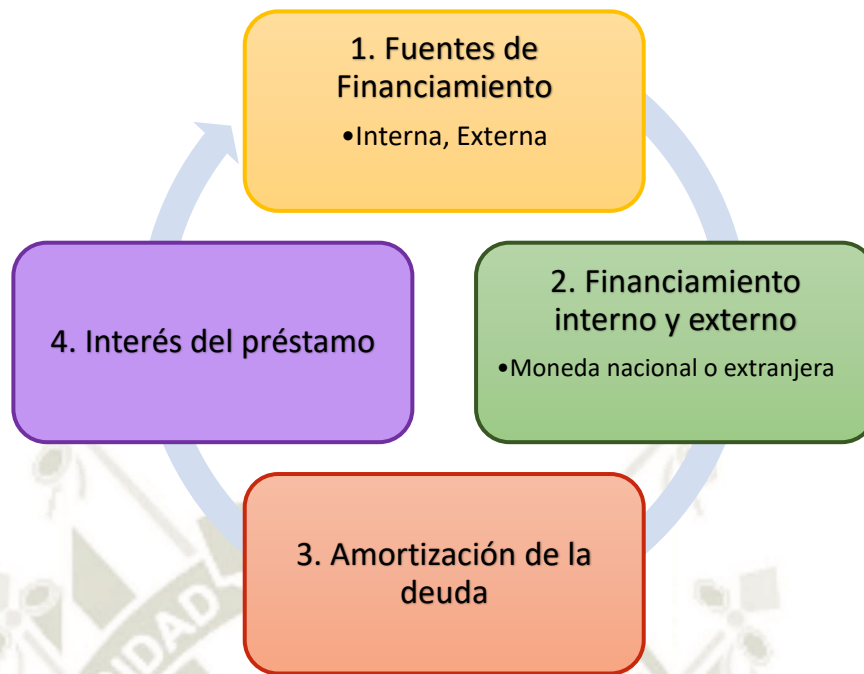 1. Fuentes de
Financiamiento
•Interna, Externa
2. Financiamiento
interno y externo
•Moneda nacional o extranjera
3. Amortización de la
deuda
4. Interés del préstamo